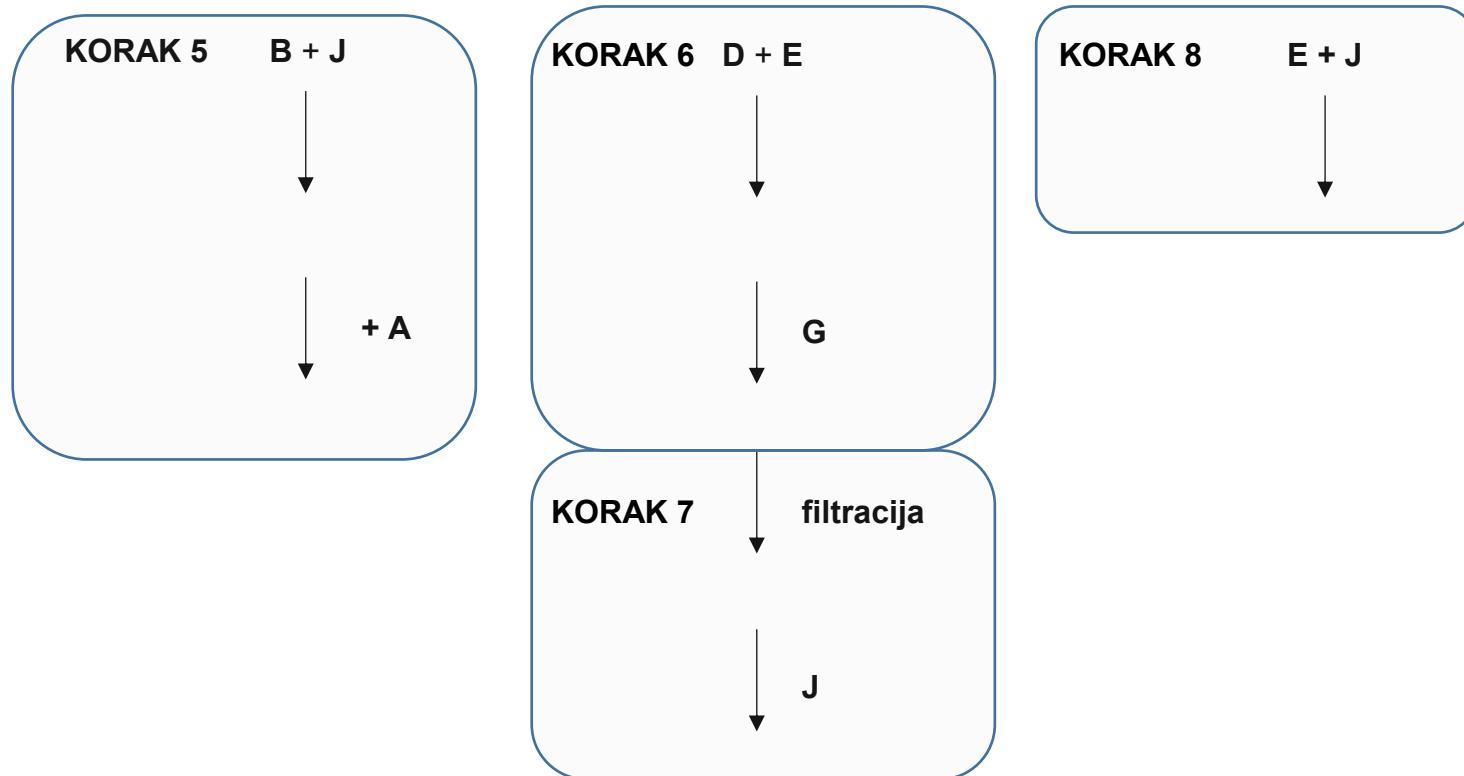 KORAK 5 B + J
+ A
KORAK 6 D + E
G
KORAK 7 filtracija
J
KORAK 8 E + J